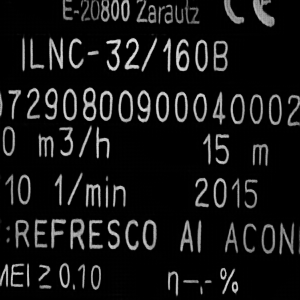 E-20800 Zarautz CE
ILNC-32/160B
07290800900040002
0 m3/h 15 m
10 1/min 2015
:REFRESCO AI ACON
MEI ≥ 0,10 η-,- %